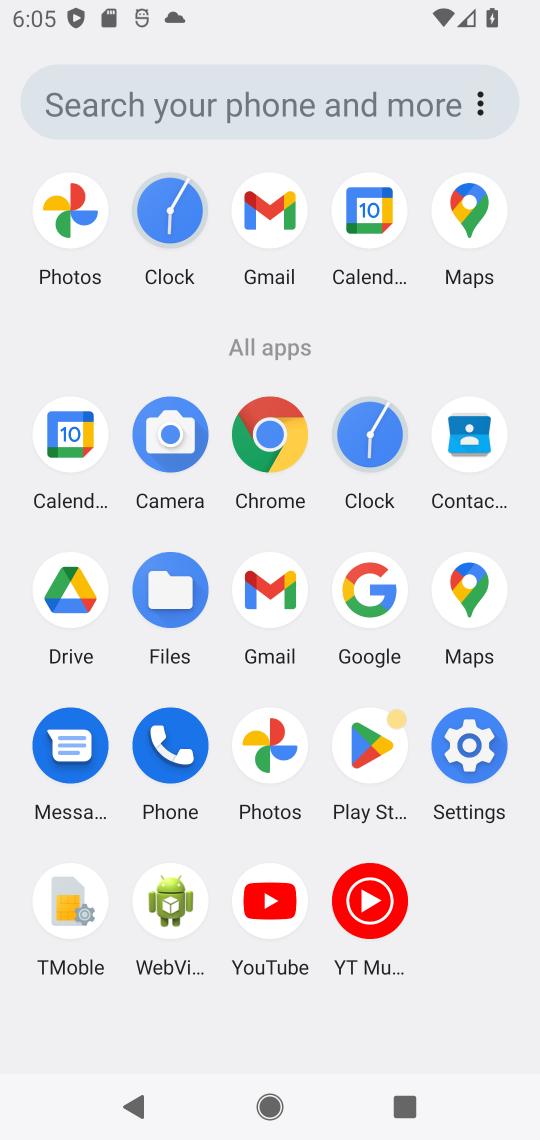 6:05
Search your phone and more
10
Photos
Clock
Gmail
Calend...
Maps
All apps
10
Calend...
Camera
Chrome
Clock
Contac...
Drive
Files
Gmail
Google
Maps
Messa...
Phone
Photos
Play St...
Settings
TMoble
WebVi...
YouTube
YT Mu...